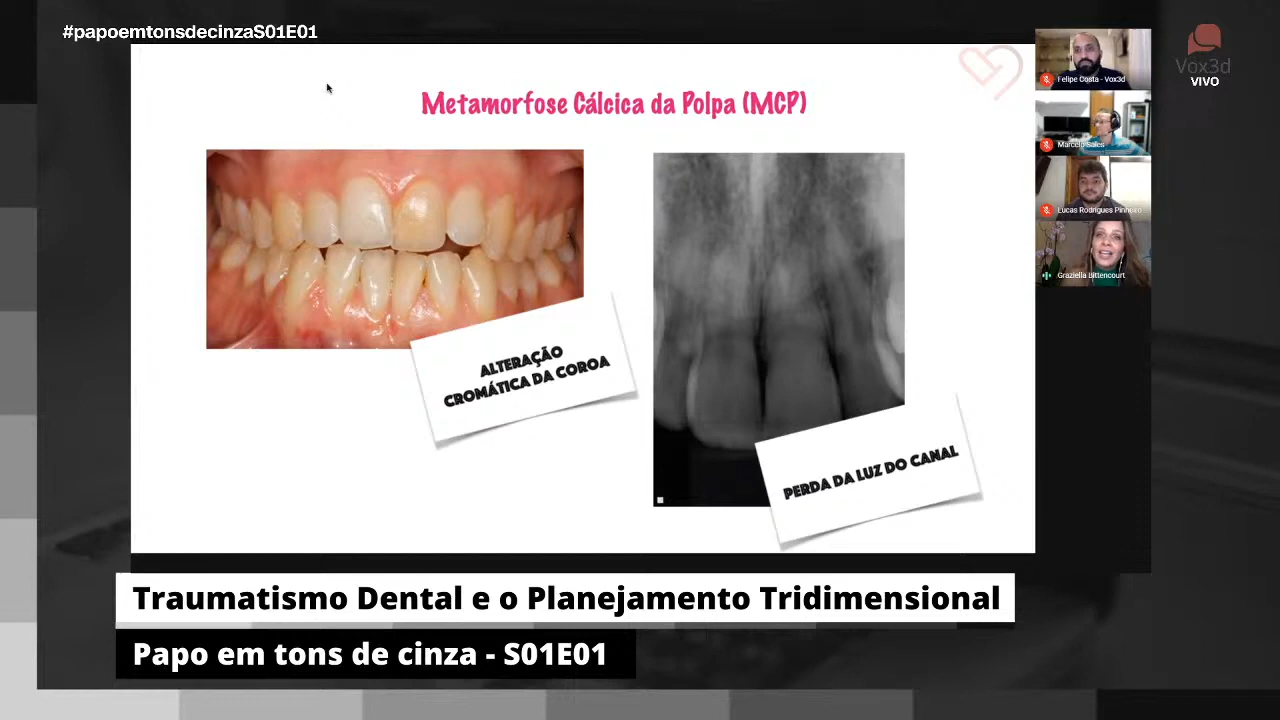 #papoemtonsdecinzaS01E01
Metamorfose Cálcica da Polpa (MCP)
ALTERAÇÃO
CROMÁTICA DA COROA
PERDA DA LUZ DO CANAL
Felipe Costa - Vox3d
Marcelo Sales
Lucas Rodrigues Pinheiro
Graziella Bittencourt
Vox3d
VIVO
Traumatismo Dental e o Planejamento Tridimensional
Papo em tons de cinza - S01E01